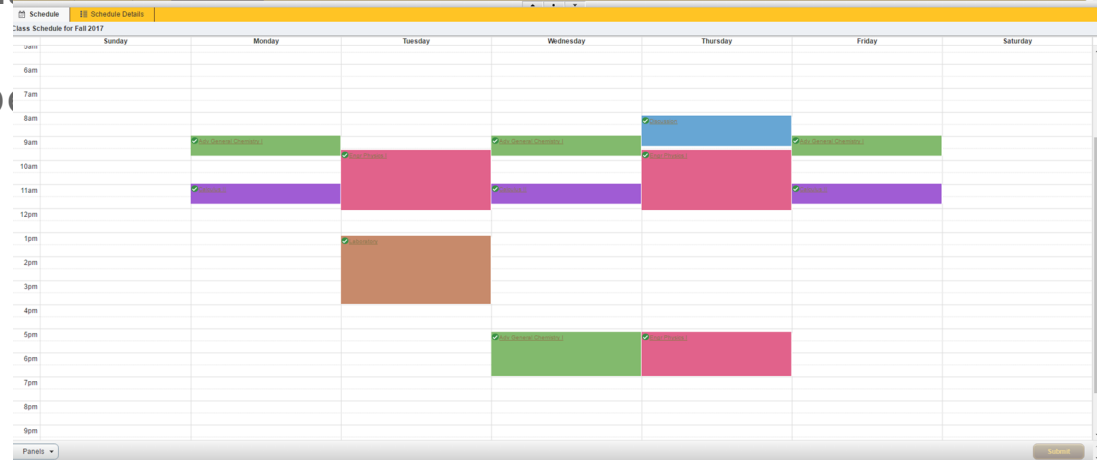 Schedule
Schedule Details
Class Schedule for Fall 2017
Sunday Monday Tuesday Wednesday Thursday Friday Saturday
5am
6am
7am
8am
9am
Adv General Chemistry I
Adv General Chemistry I
Adv General Chemistry I
10am
11am
12pm
1pm
Laboratory
2pm
3pm
4pm
5pm
Adv General Chemistry I
6pm
7pm
8pm
9pm
Panels
Submit